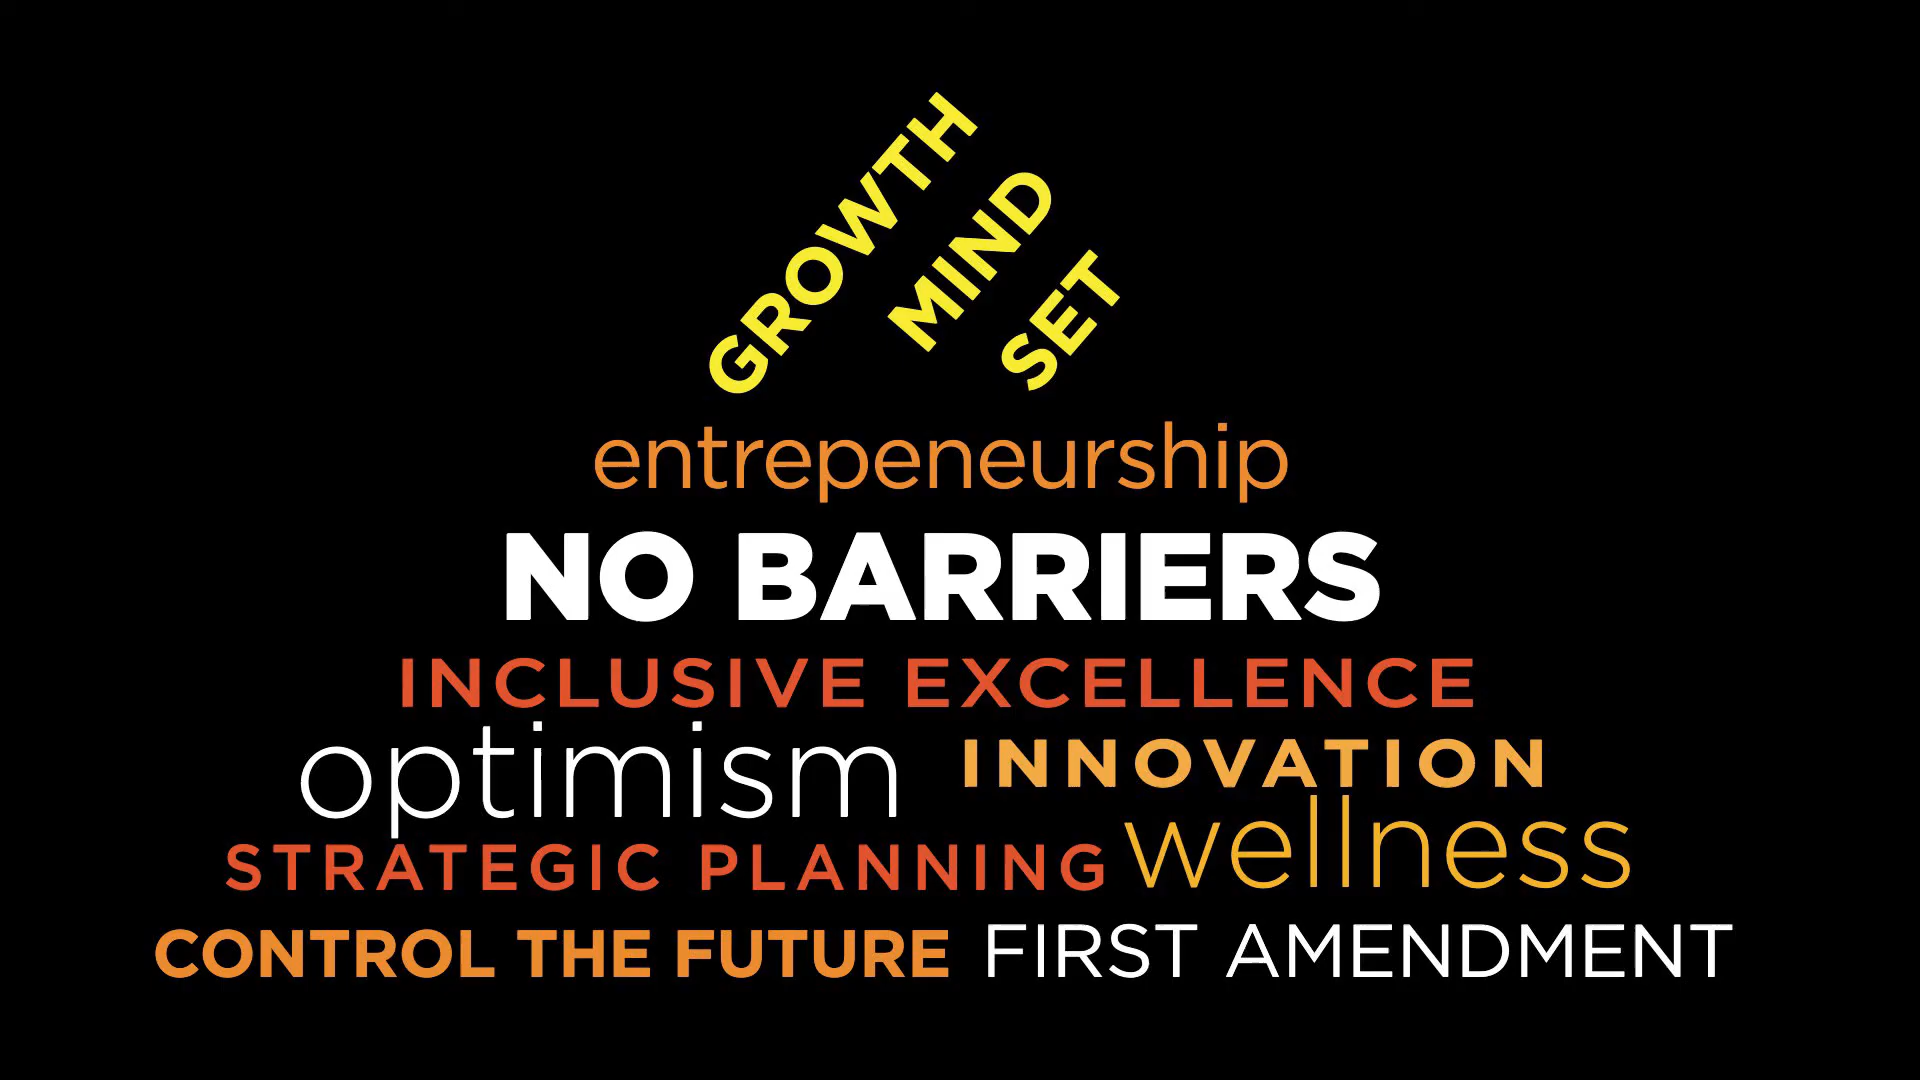 GROWTH
MIND
SET
entrepeneurship
NO BARRIERS
INCLUSIVE EXCELLENCE
optimism INNOVATION
STRATEGIC PLANNING wellness
CONTROL THE FUTURE FIRST AMENDMENT